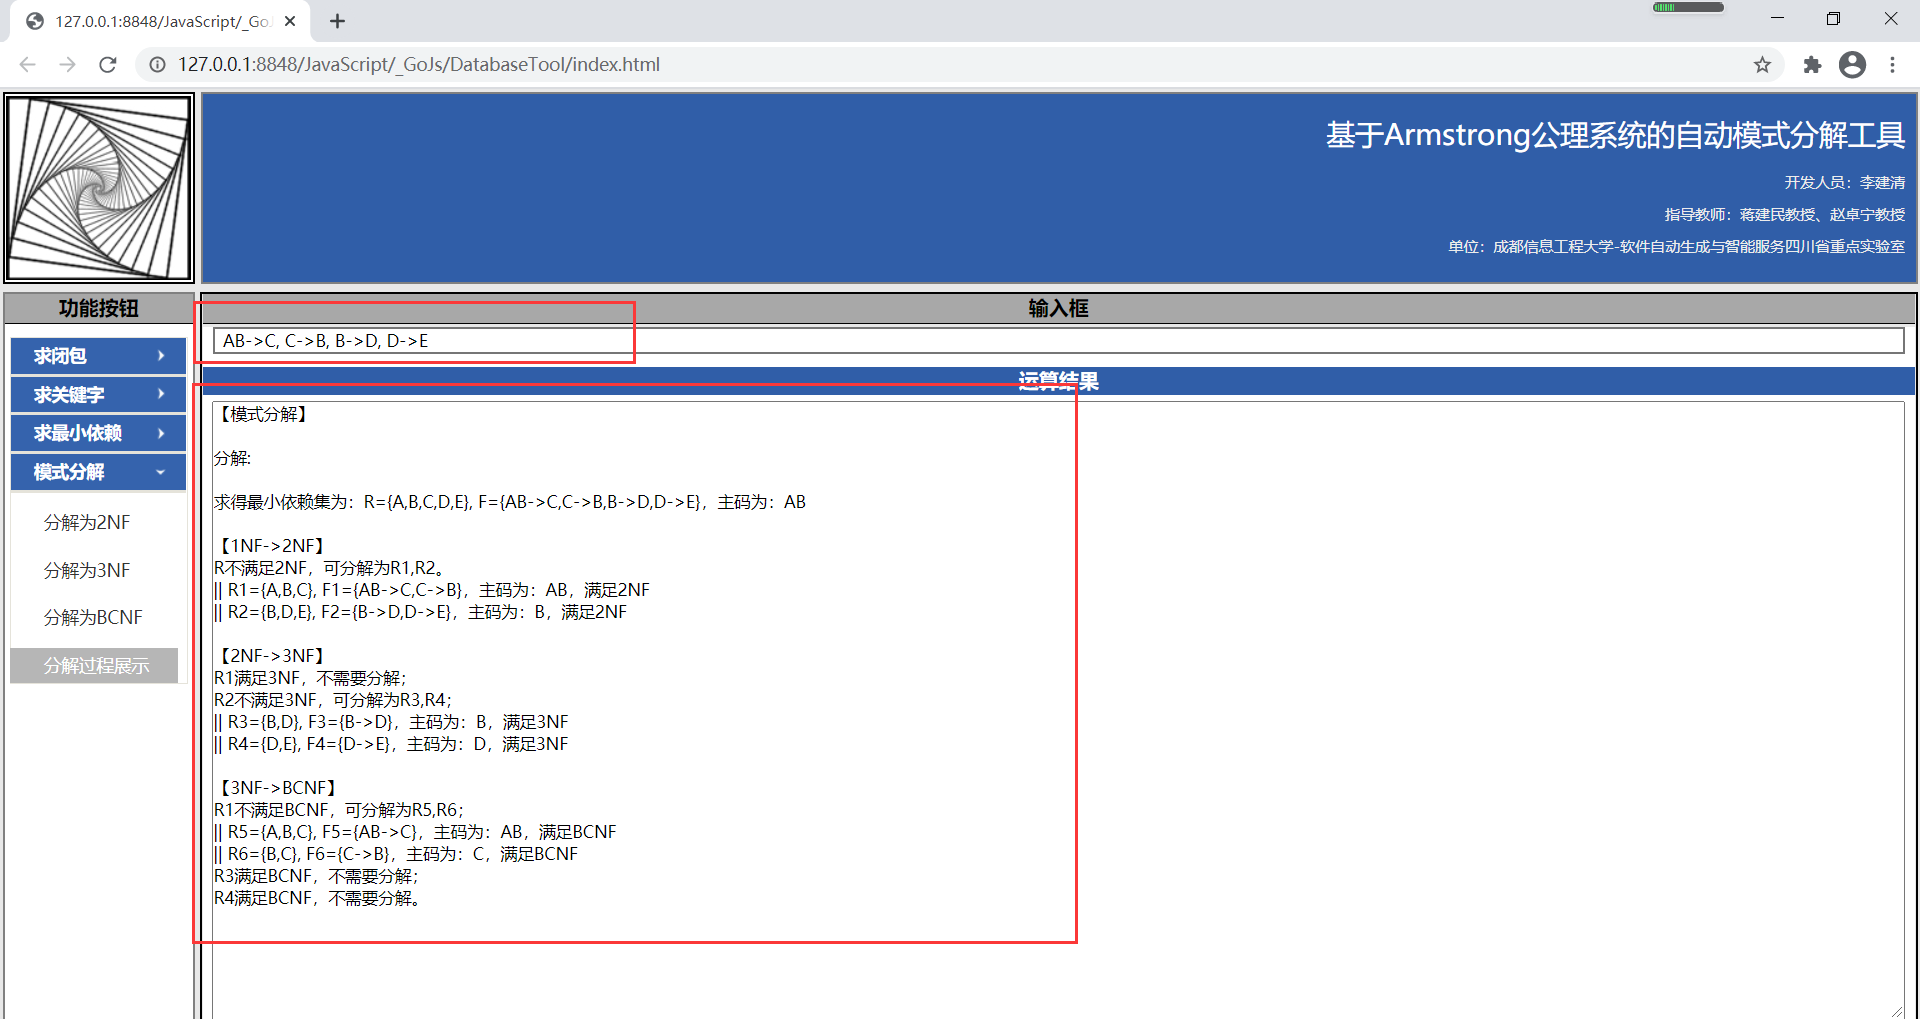 127.0.0.1:8848/JavaScript/_GoJ
127.0.0.1:8848/JavaScript/_GoJs/DatabaseTool/index.html
基于Armstrong公理系统的自动模式分解工具
开发人员：李建清
指导教师：蒋建民教授、赵卓宁教授
单位：成都信息工程大学-软件自动生成与智能服务四川省重点实验室
功能按钮
求闭包
求关键字
求最小依赖
模式分解
分解为2NF
分解为3NF
分解为BCNF
分解过程展示
输入框
AB->C, C->B, B->D, D->E
运算结果
【模式分解】
分解:
求得最小依赖集为：R={A,B,C,D,E}, F={AB->C,C->B,B->D,D->E}，主码为：AB
【1NF->2NF】
R不满足2NF，可分解为R1,R2。
|| R1={A,B,C}, F1={AB->C,C->B}，主码为：AB，满足2NF
|| R2={B,D,E}, F2={B->D,D->E}，主码为：B，满足2NF
【2NF->3NF】
R1满足3NF，不需要分解；
R2不满足3NF，可分解为R3,R4；
|| R3={B,D}, F3={B->D}，主码为：B，满足3NF
|| R4={D,E}, F4={D->E}，主码为：D，满足3NF
【3NF->BCNF】
R1不满足BCNF，可分解为R5,R6；
|| R5={A,B,C}, F5={AB->C}，主码为：AB，满足BCNF
|| R6={B,C}, F6={C->B}，主码为：C，满足BCNF
R3满足BCNF，不需要分解；
R4满足BCNF，不需要分解。